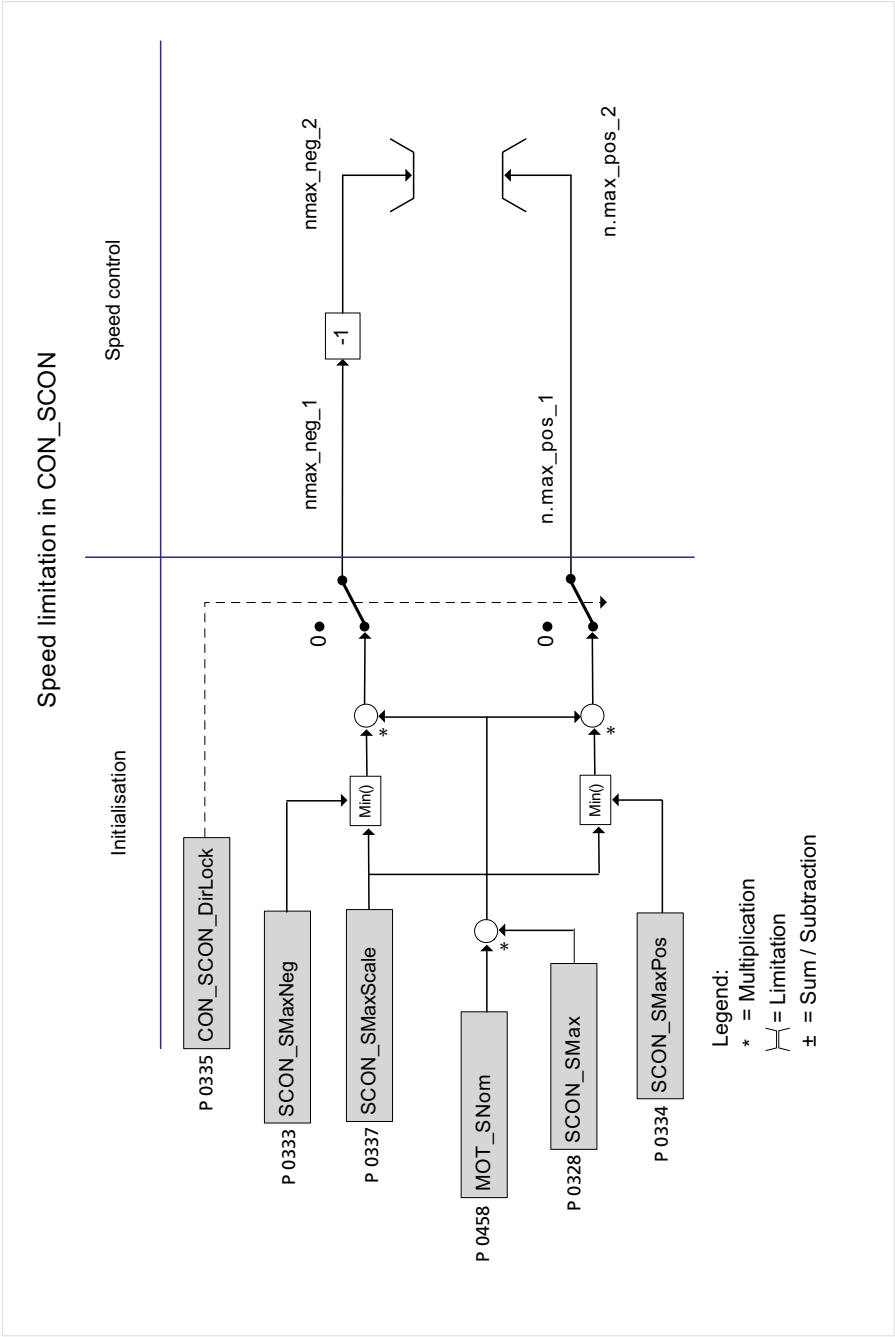 Speed limitation in CON_SCON
Initialisation
Speed control
P 0335 CON_SCON_DirLock
P 0333 SCON_SMaxNeg
P 0337 SCON_SMaxScale
P 0458 MOT_SNom
P 0328 SCON_SMax
P 0334 SCON_SMaxPos
Min()
*
0
nmax_neg_1
-1
nmax_neg_2
*
Min()
*
0
n.max_pos_1
n.max_pos_2
Legend:
* = Multiplication
= Limitation
± = Sum / Subtraction